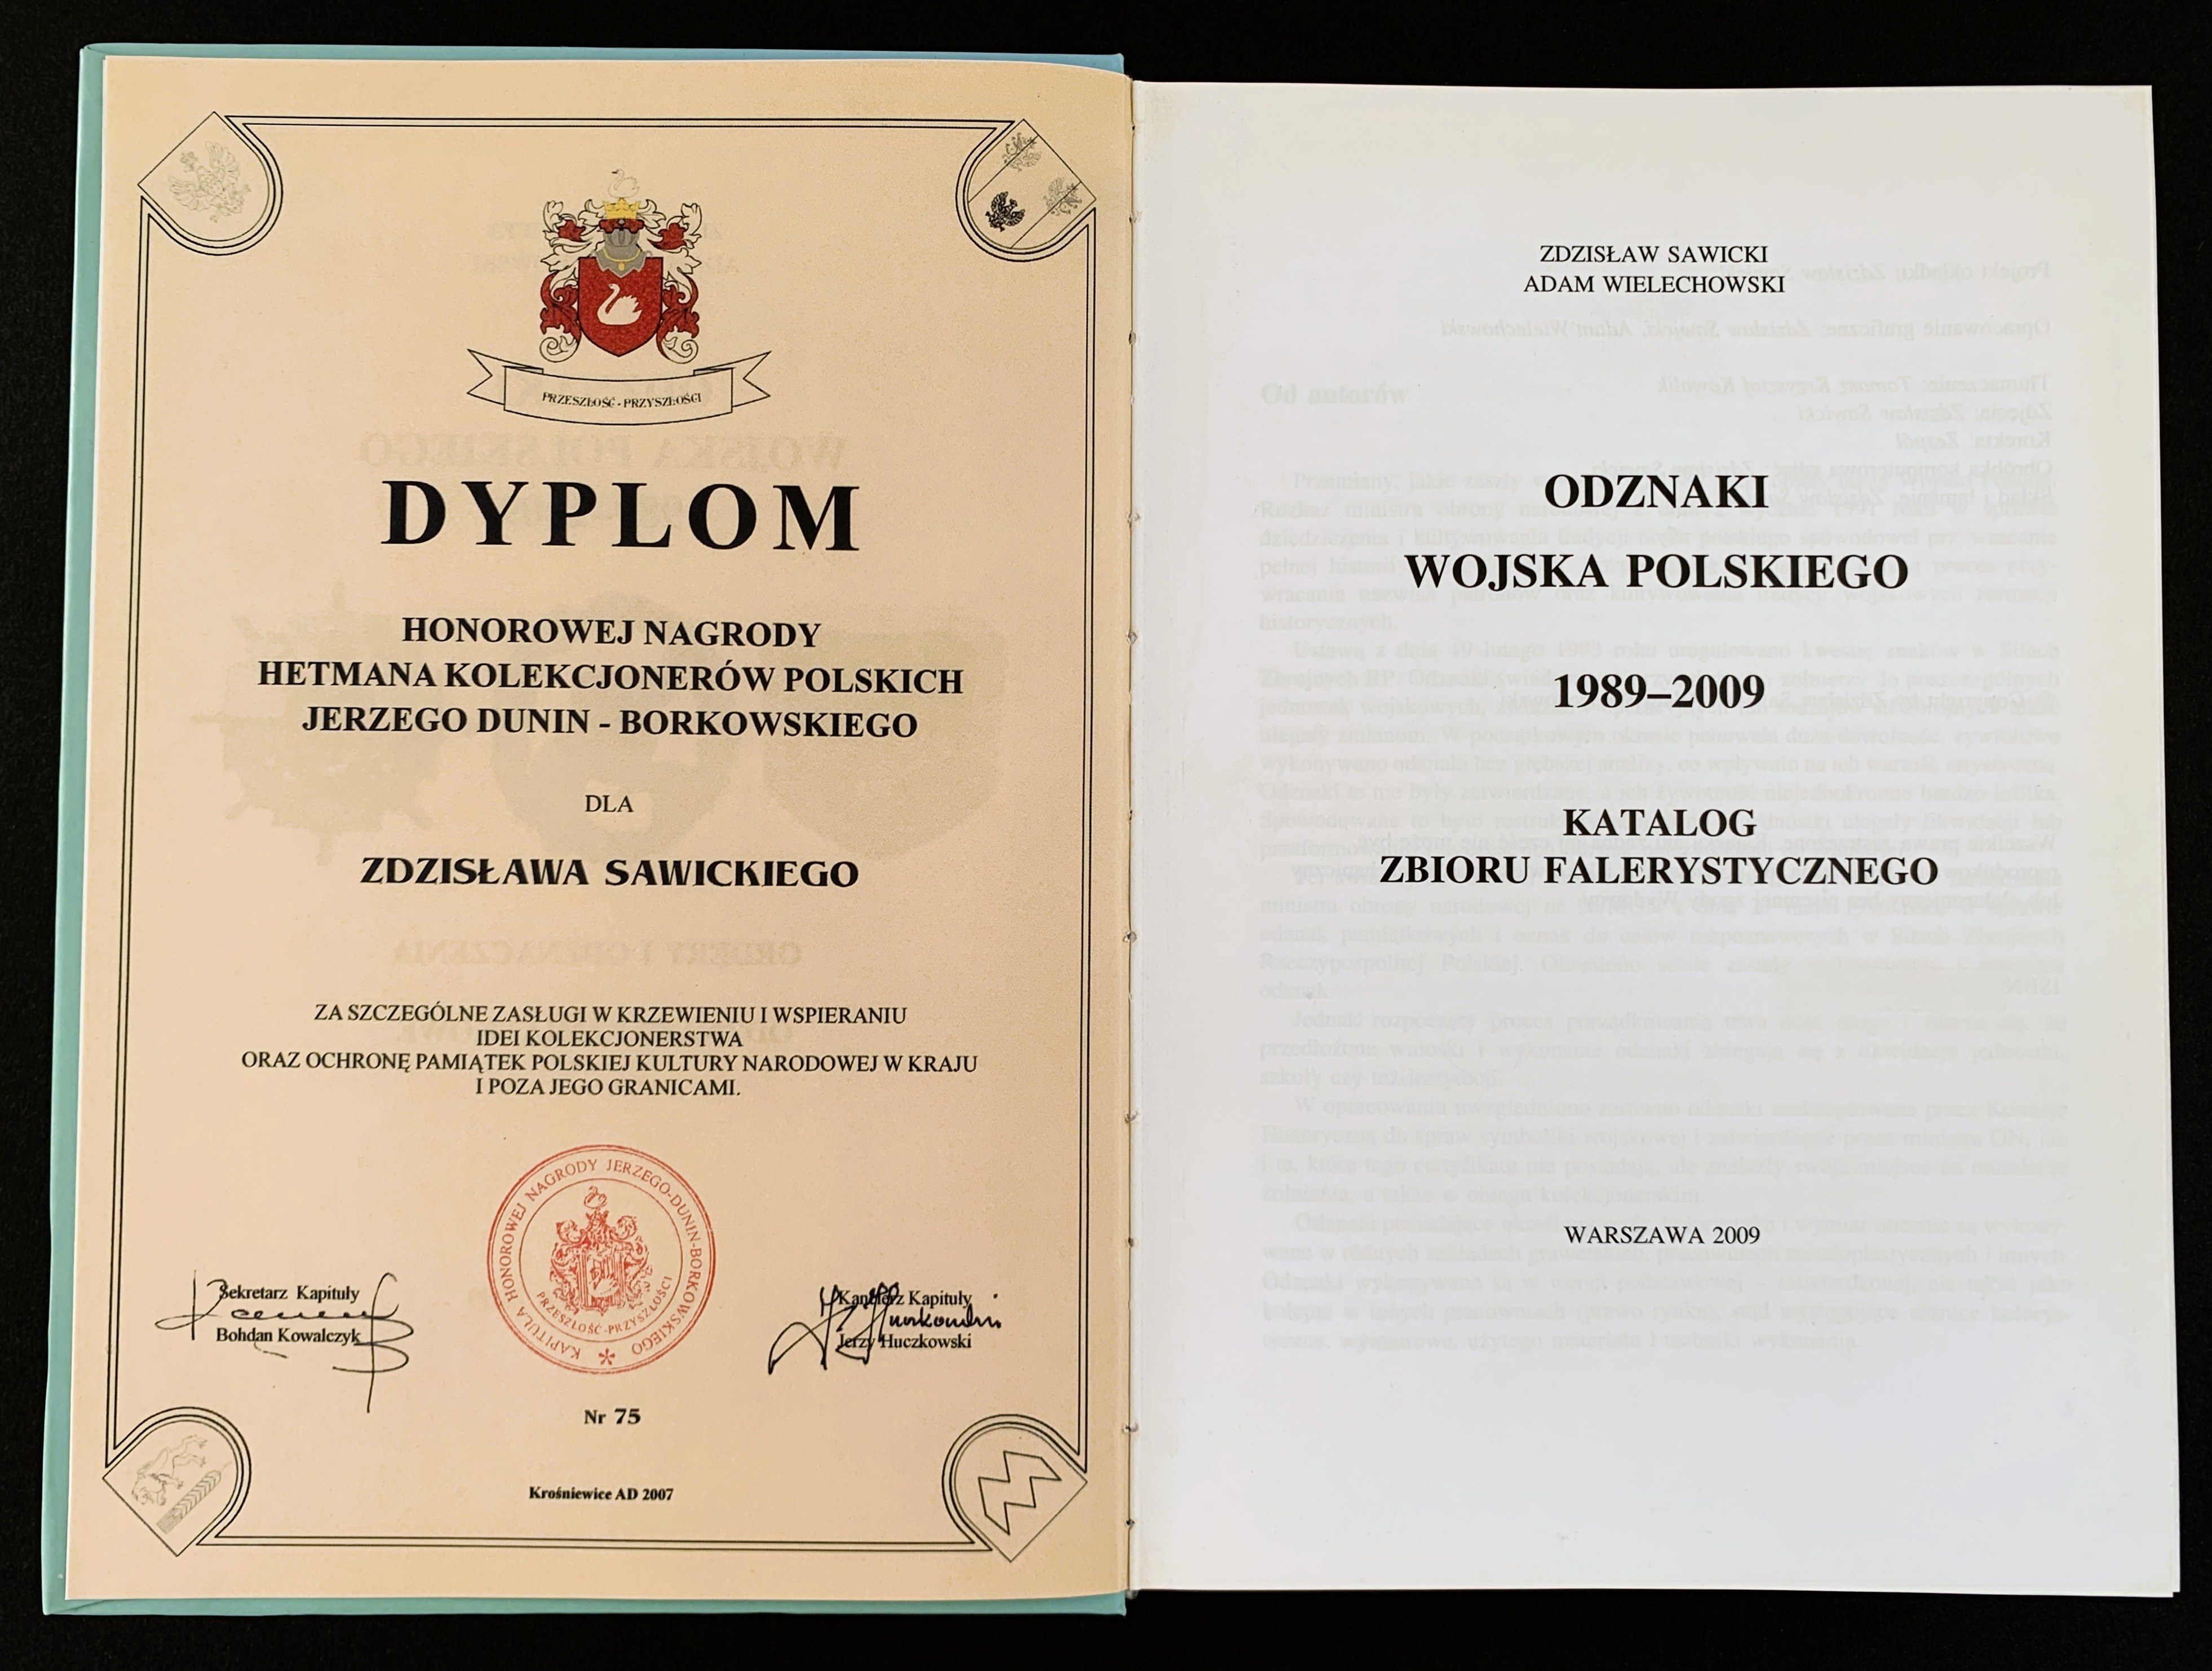 PRZESZŁOŚĆ - PRZYSZŁOŚCI
DYPLOM
HONOROWEJ NAGRODY
HETMANA KOLEKCJONERÓW POLSKICH
JERZEGO DUNIN - BORKOWSKIEGO
DLA
ZDZISŁAWA SAWICKIEGO
ZA SZCZEGÓLNE ZASŁUGI W KRZEWIENIU I WSPIERANIU
IDEI KOLEKCJONERSTWA
ORAZ OCHRONĘ PAMIĄTEK POLSKIEJ KULTURY NARODOWEJ W KRAJU
I POZA JEGO GRANICAMI.
KAPITUŁA HONOROWEJ NAGRODY JERZEGO-DUNIN-BORKOWSKIEGO
PRZESZŁOŚĆ-PRZYSZŁOŚCI
Sekretarz Kapituły
Bohdan Kowalczyk
Kanclerz Kapituły
Jerzy Huczkowski
Nr 75
Krośniewice AD 2007
ZDZISŁAW SAWICKI
ADAM WIELECHOWSKI
ODZNAKI
WOJSKA POLSKIEGO
1989–2009
KATALOG
ZBIORU FALERYSTYCZNEGO
WARSZAWA 2009